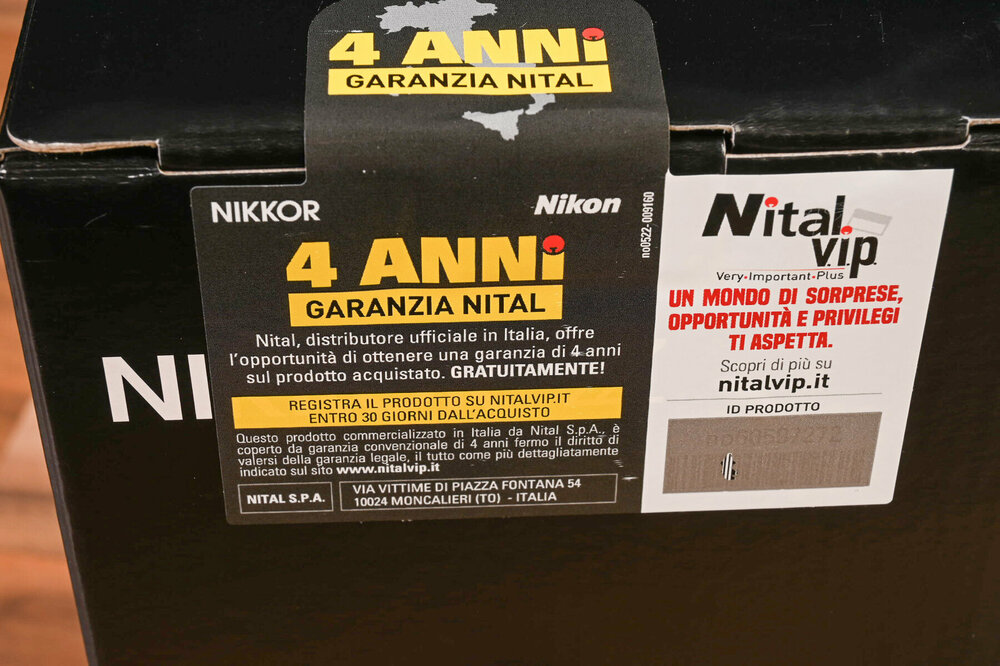 4 ANNi
GARANZIA NITAL
NIKKOR
Nikon
no0522-009160
4 ANNi
GARANZIA NITAL
Nital, distributore ufficiale in Italia, offre
l'opportunità di ottenere una garanzia di 4 anni
sul prodotto acquistato. GRATUITAMENTE!
REGISTRA IL PRODOTTO SU NITALVIP.IT
ENTRO 30 GIORNI DALL'ACQUISTO
Questo prodotto commercializzato in Italia da Nital S.p.A., è
coperto da garanzia convenzionale di 4 anni fermo il diritto di
valersi della garanzia legale, il tutto come più dettagliatamente
indicato sul sito www.nitalvip.it
NITAL S.P.A.
VIA VITTIME DI PIAZZA FONTANA 54
10024 MONCALIERI (TO) - ITALIA
Nital
v.i.p.
Very•Important•Plus
UN MONDO DI SORPRESE,
OPPORTUNITÀ E PRIVILEGI
TI ASPETTA.
Scopri di più su
nitalvip.it
ID PRODOTTO
NI